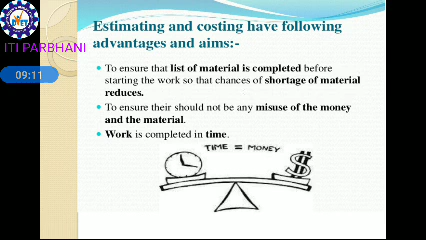 Estimating and costing have following
advantages and aims:-
ITI PARBHANI
09:11
To ensure that list of material is completed before
starting the work so that chances of shortage of material
reduces.
To ensure their should not be any misuse of the money
and the material.
Work is completed in time.
TIME = MONEY
$